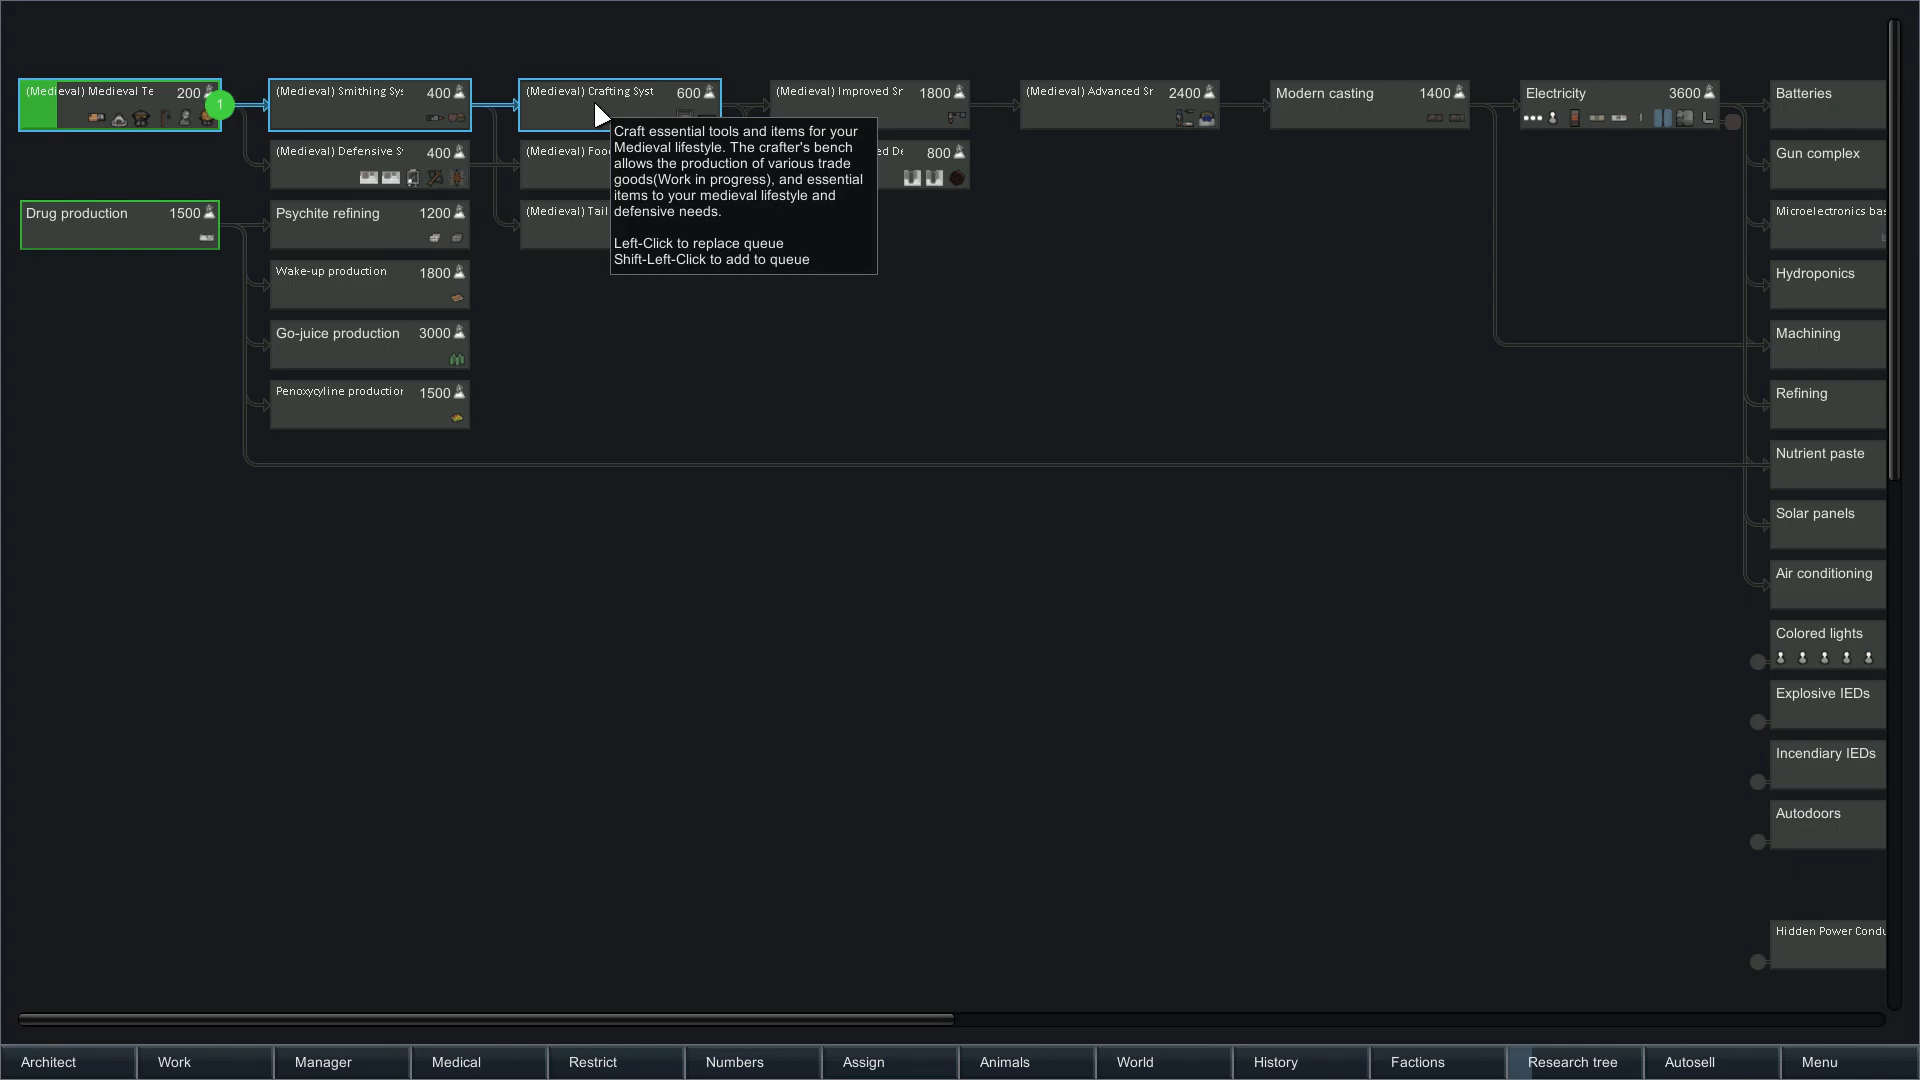 (Medieval) Medieval Te 200
1
(Medieval) Smithing Sys 400
(Medieval) Crafting Syst 600
(Medieval) Improved Sr 1800
(Medieval) Advanced Sr 2400
Modern casting 1400
Electricity 3600
Batteries
(Medieval) Defensive S 400
(Medieval) Foo
ed De 800
Gun complex
Drug production 1500
Psychite refining 1200
(Medieval) Tail
Microelectronics bas
Craft essential tools and items for your
Medieval lifestyle. The crafter's bench
allows the production of various trade
goods(Work in progress), and essential
items to your medieval lifestyle and
defensive needs.
Left-Click to replace queue
Shift-Left-Click to add to queue
Wake-up production 1800
Hydroponics
Go-juice production 3000
Machining
Penoxycyline production 1500
Refining
Nutrient paste
Solar panels
Air conditioning
Colored lights
Explosive IEDs
Incendiary IEDs
Autodoors
Hidden Power Condu
Architect
Work
Manager
Medical
Restrict
Numbers
Assign
Animals
World
History
Factions
Research tree
Autosell
Menu